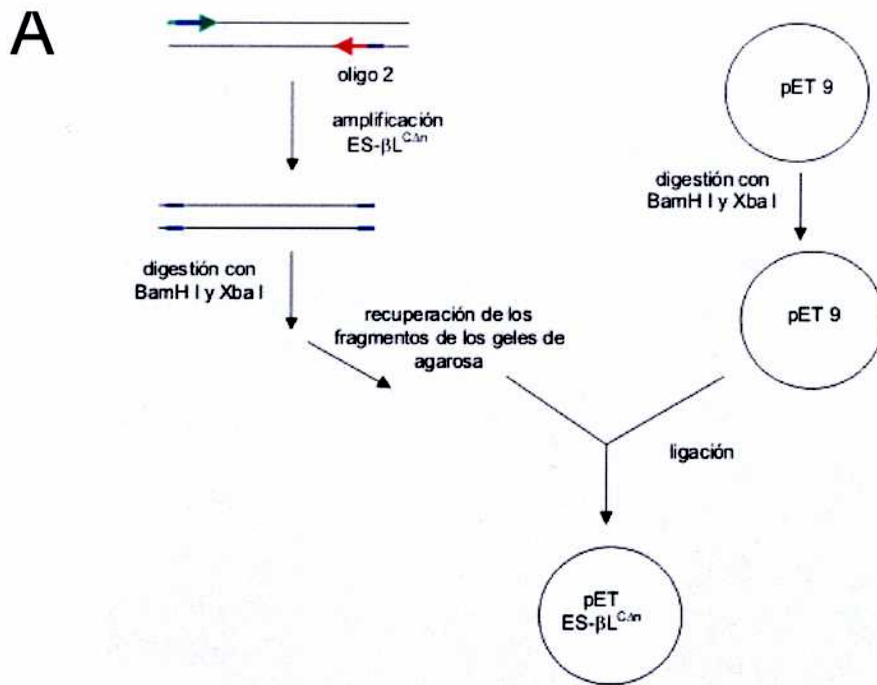 A
oligo 2
amplificación
ES-βL^CΔn
pET 9
digestión con
BamH I y Xba I
digestión con
BamH I y Xba I
pET 9
recuperación de los
fragmentos de los geles de
agarosa
ligación
pET
ES-βL^CΔn